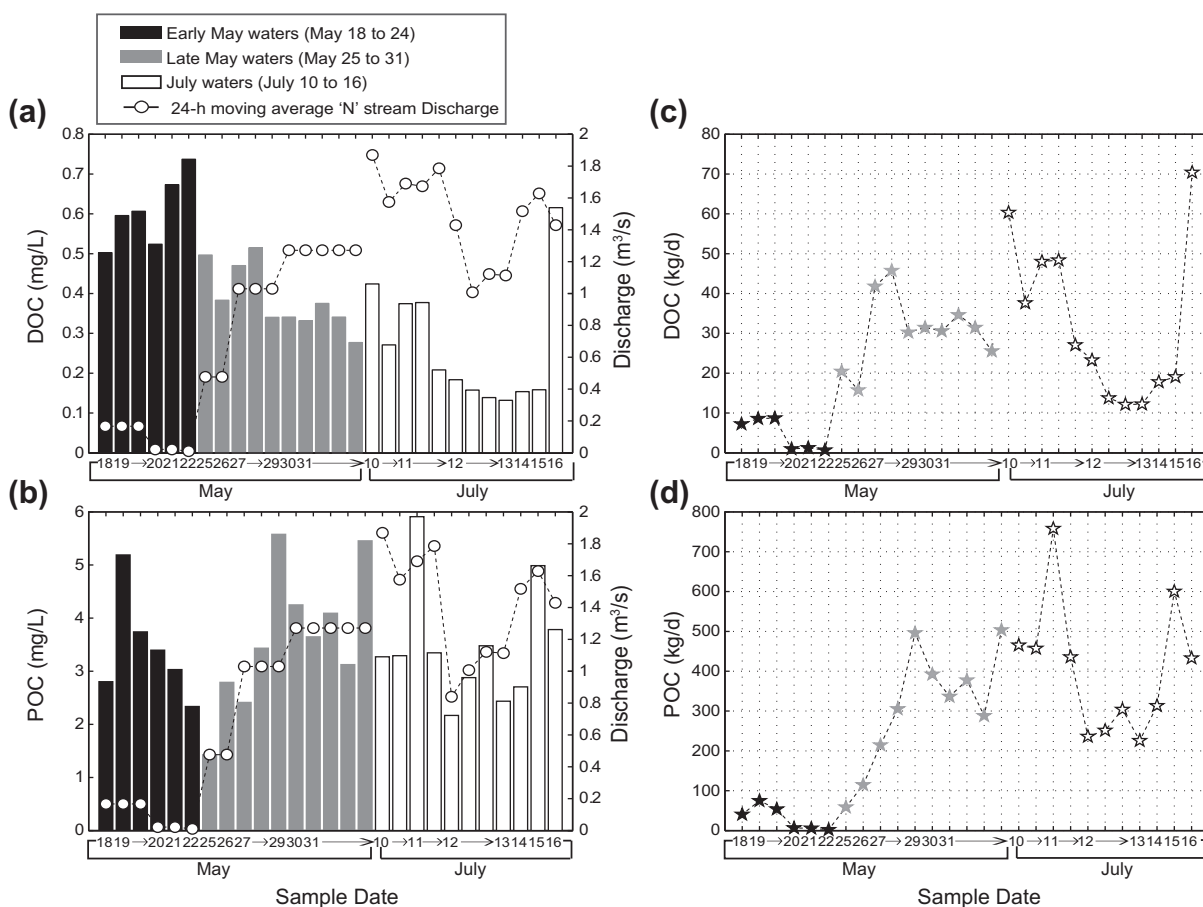 Early May waters (May 18 to 24)
Late May waters (May 25 to 31)
July waters (July 10 to 16)
24-h moving average ‘N’ stream Discharge
(a)
0.8
0.7
0.6
0.5
0.4
0.3
0.2
0.1
0
DOC (mg/L)
2
1.8
1.6
1.4
1.2
1
0.8
0.6
0.4
0.2
0
Discharge (m³/s)
1819→202122252627→293031→10→11→12→13141516
May
July
(c)
80
70
60
50
40
30
20
10
0
DOC (kg/d)
1819→202122252627→293031→10→11→12→13141516
May
July
(b)
6
5
4
3
2
1
0
POC (mg/L)
2
1.8
1.6
1.4
1.2
1
0.8
0.6
0.4
0.2
0
Discharge (m³/s)
1819→202122252627→293031→10→11→12→13141516
May
July
Sample Date
(d)
800
700
600
500
400
300
200
100
0
POC (kg/d)
1819→202122252627→293031→10→11→12→13141516
May
July
Sample Date